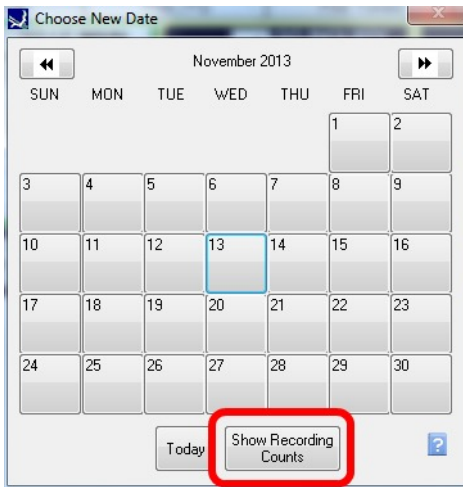 Choose New Date
November 2013
SUN MON TUE WED THU FRI SAT
1 2
3 4 5 6 7 8 9
10 11 12 13 14 15 16
17 18 19 20 21 22 23
24 25 26 27 28 29 30
Today Show Recording
Counts
?